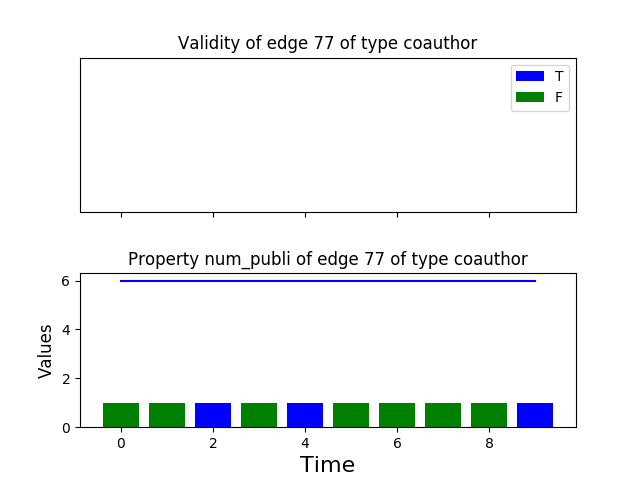 Validity of edge 77 of type coauthor
T
F
Property num_publi of edge 77 of type coauthor
6
4
2
0
Values
0 2 4 6 8
Time